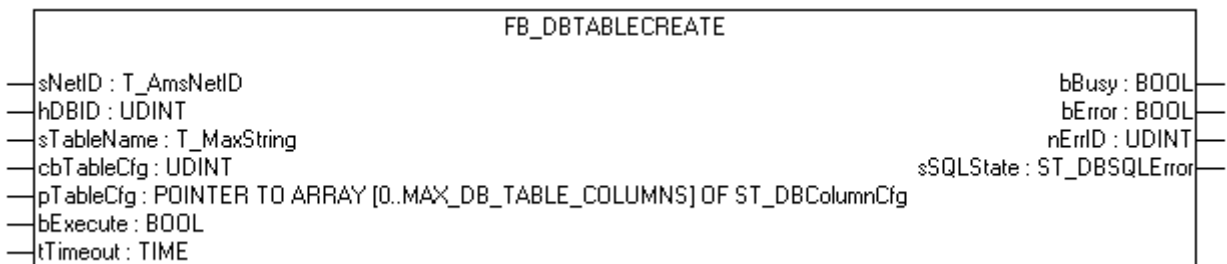 FB_DBTABLECREATE
sNetID : T_AmsNetID bBusy : BOOL
hDBID : UDINT bError : BOOL
sTableName : T_MaxString nErrID : UDINT
cbTableCfg : UDINT sSQLState : ST_DBSQLError
pTableCfg : POINTER TO ARRAY [0..MAX_DB_TABLE_COLUMNS] OF ST_DBColumnCfg
bExecute : BOOL
tTimeout : TIME